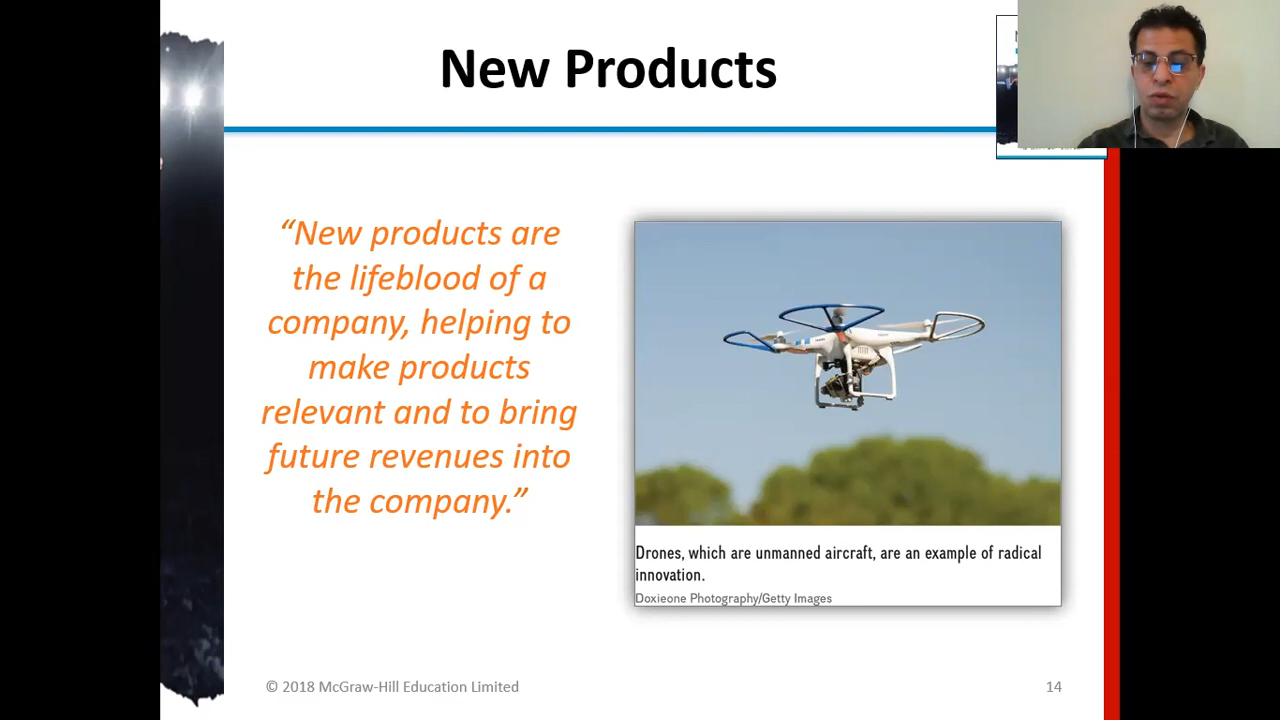 New Products
“New products are
the lifeblood of a
company, helping to
make products
relevant and to bring
future revenues into
the company.”
Drones, which are unmanned aircraft, are an example of radical
innovation.
Doxieone Photography/Getty Images
© 2018 McGraw-Hill Education Limited
14